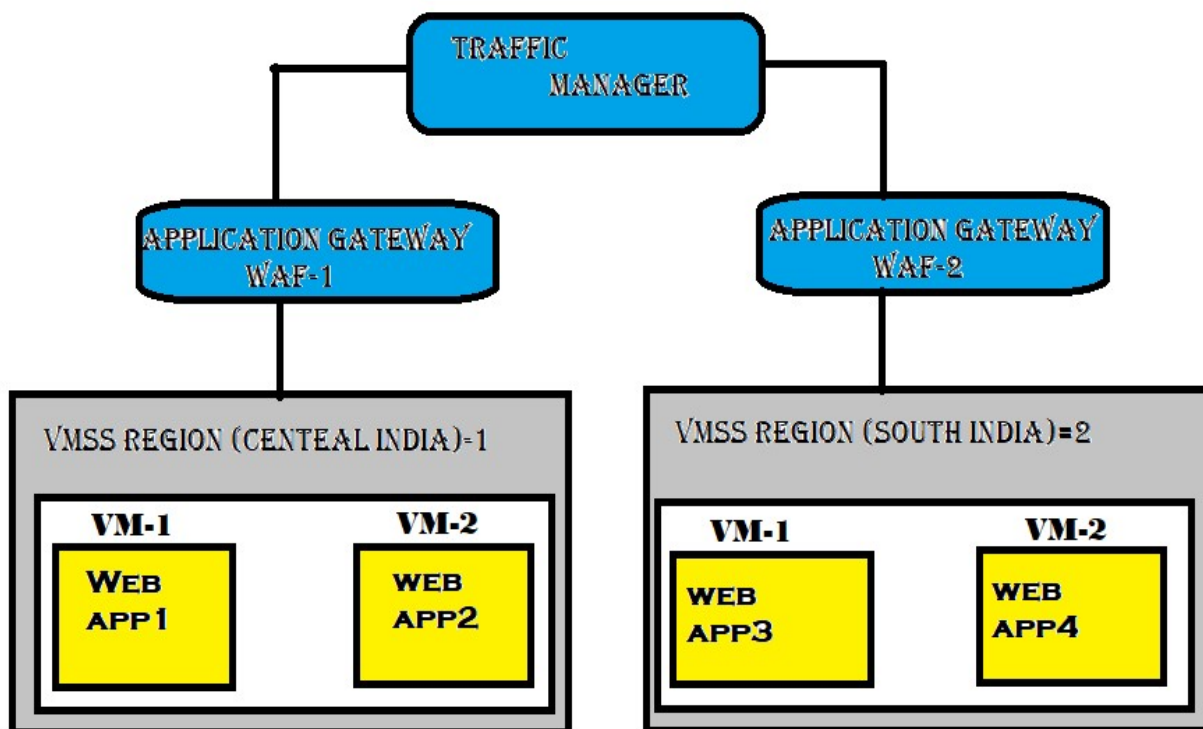 TRAFFIC
MANAGER
APPLICATION GATEWAY
WAF-1
APPLICATION GATEWAY
WAF-2
VMSS REGION (CENTEAL INDIA)-1
VM-1
VM-2
WEB
APP1
WEB
APP2
VMSS REGION (SOUTH INDIA)=2
VM-1
VM-2
WEB
APP3
WEB
APP4